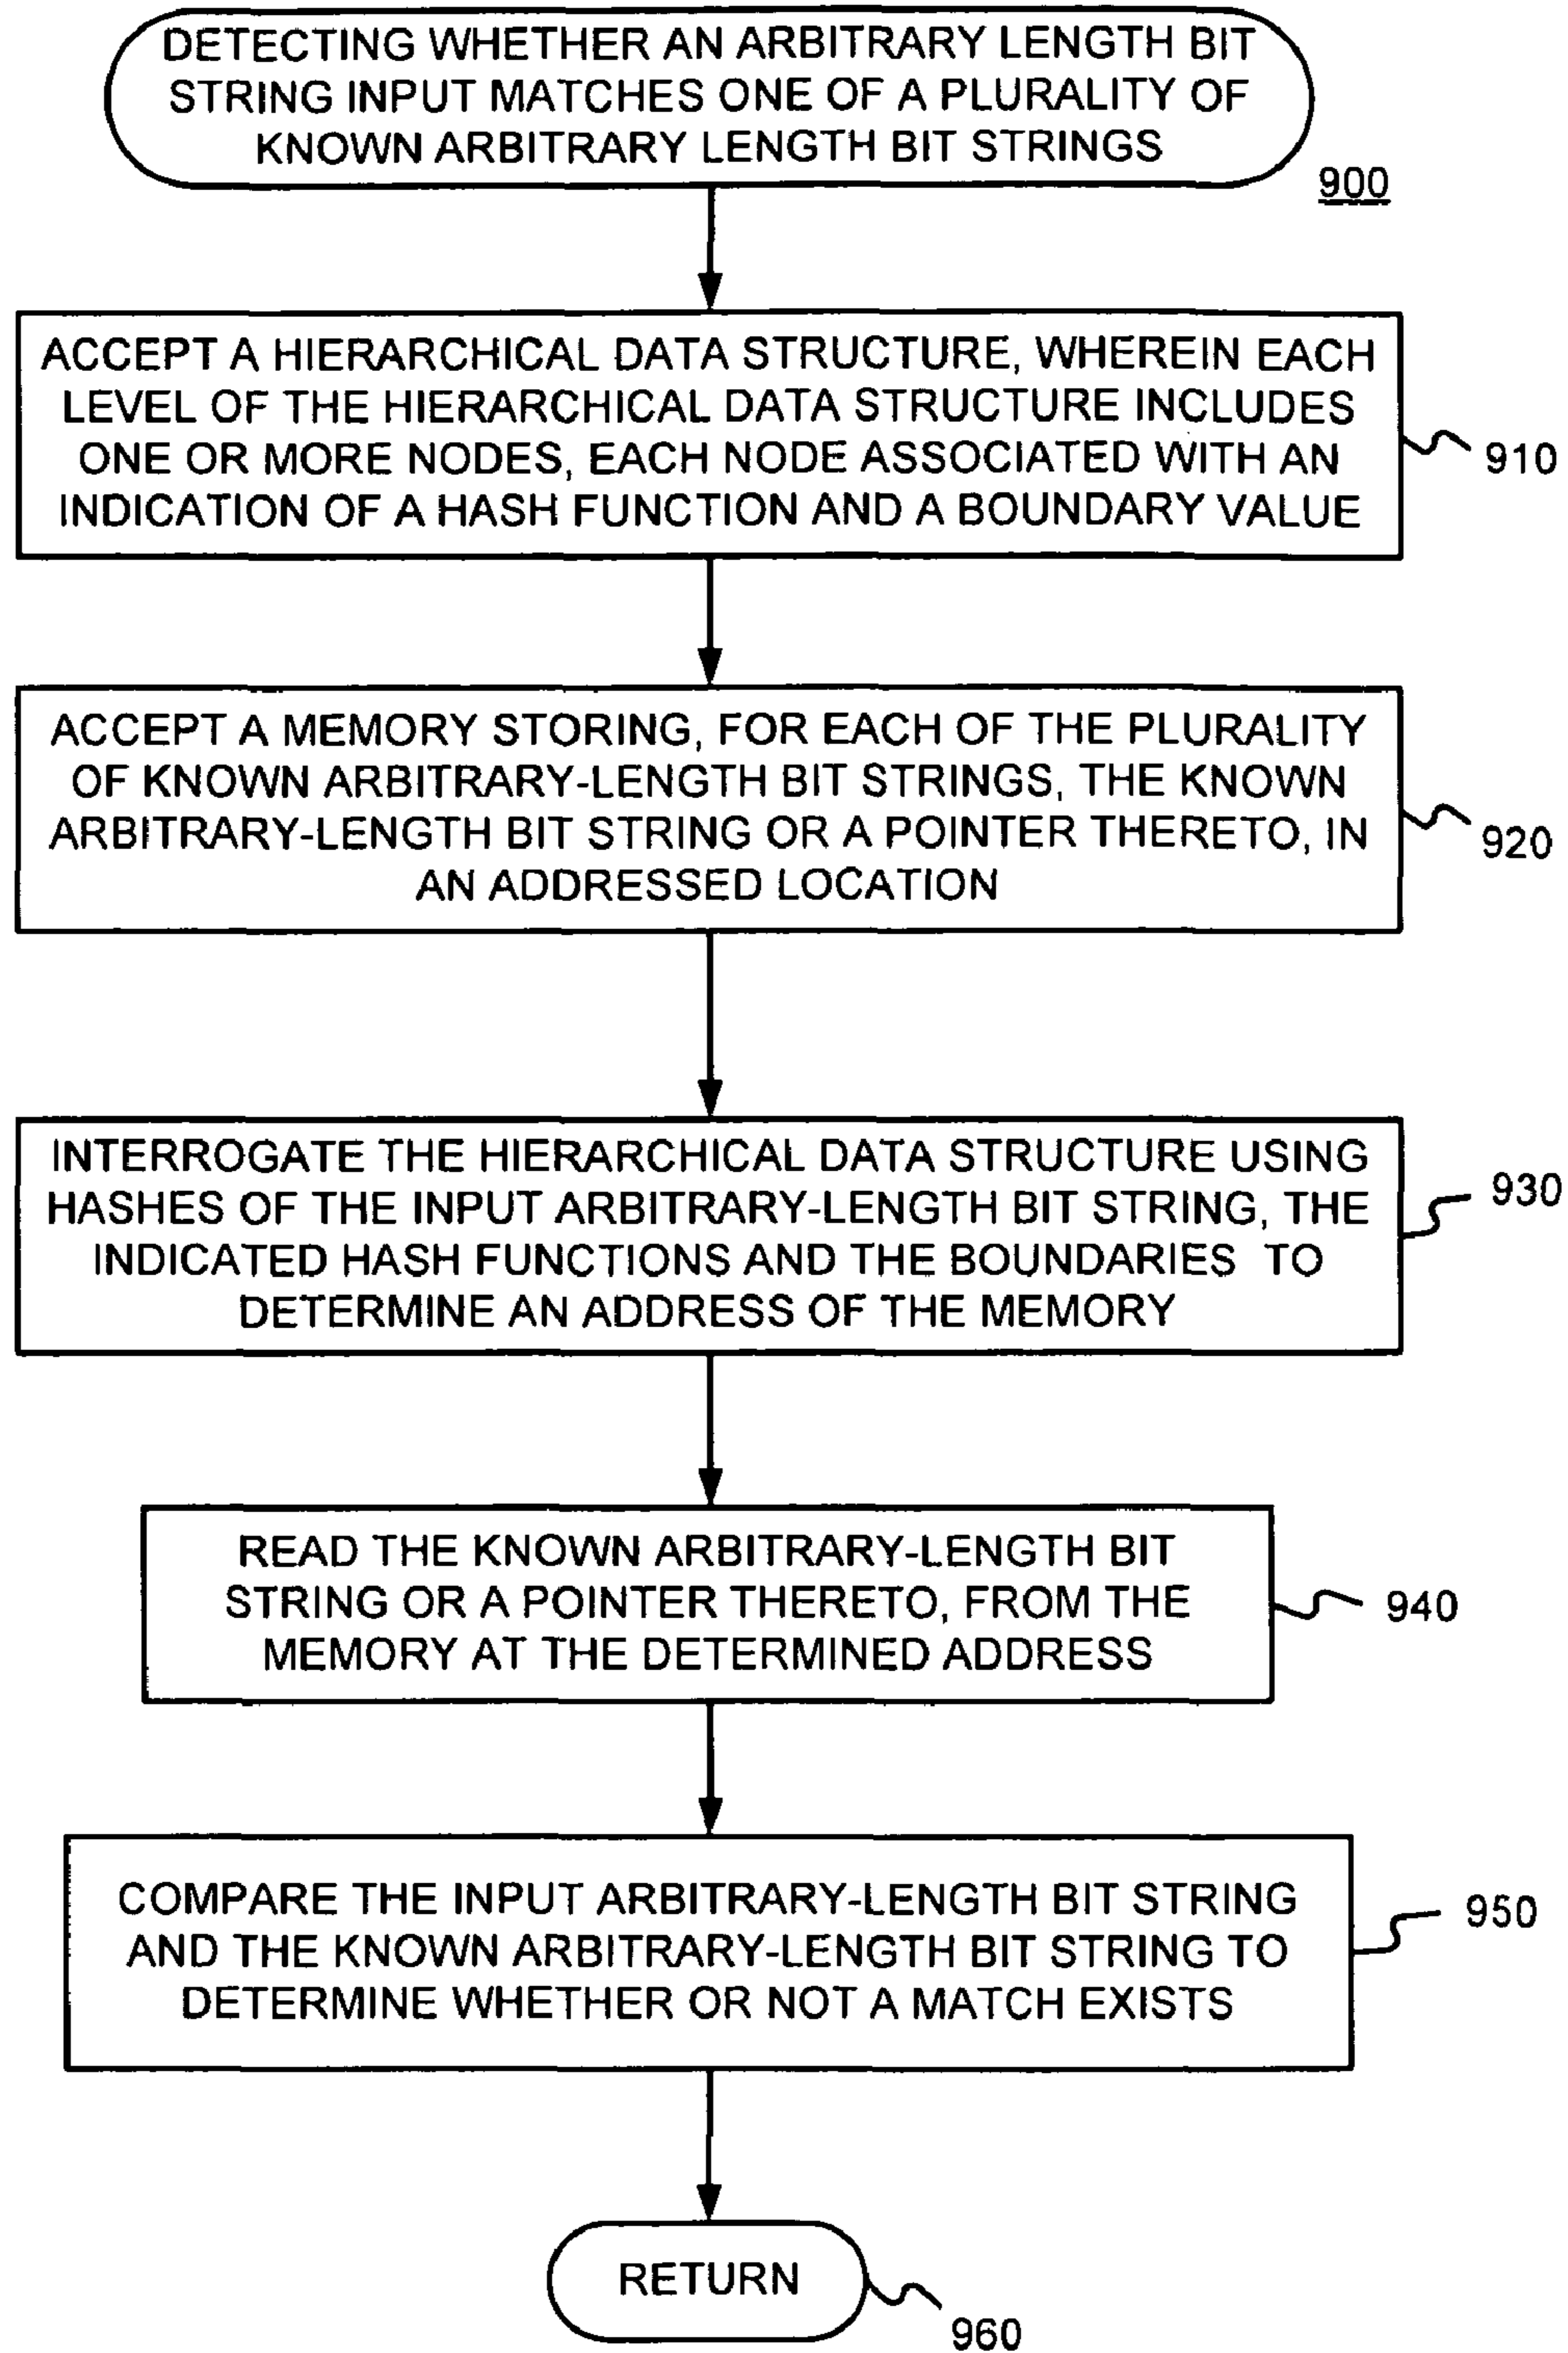 DETECTING WHETHER AN ARBITRARY LENGTH BIT
STRING INPUT MATCHES ONE OF A PLURALITY OF
KNOWN ARBITRARY LENGTH BIT STRINGS
900
ACCEPT A HIERARCHICAL DATA STRUCTURE, WHEREIN EACH
LEVEL OF THE HIERARCHICAL DATA STRUCTURE INCLUDES
ONE OR MORE NODES, EACH NODE ASSOCIATED WITH AN
INDICATION OF A HASH FUNCTION AND A BOUNDARY VALUE
910
ACCEPT A MEMORY STORING, FOR EACH OF THE PLURALITY
OF KNOWN ARBITRARY-LENGTH BIT STRINGS, THE KNOWN
ARBITRARY-LENGTH BIT STRING OR A POINTER THERETO, IN
AN ADDRESSED LOCATION
920
INTERROGATE THE HIERARCHICAL DATA STRUCTURE USING
HASHES OF THE INPUT ARBITRARY-LENGTH BIT STRING, THE
INDICATED HASH FUNCTIONS AND THE BOUNDARIES TO
DETERMINE AN ADDRESS OF THE MEMORY
930
READ THE KNOWN ARBITRARY-LENGTH BIT
STRING OR A POINTER THERETO, FROM THE
MEMORY AT THE DETERMINED ADDRESS
940
COMPARE THE INPUT ARBITRARY-LENGTH BIT STRING
AND THE KNOWN ARBITRARY-LENGTH BIT STRING TO
DETERMINE WHETHER OR NOT A MATCH EXISTS
950
RETURN
960